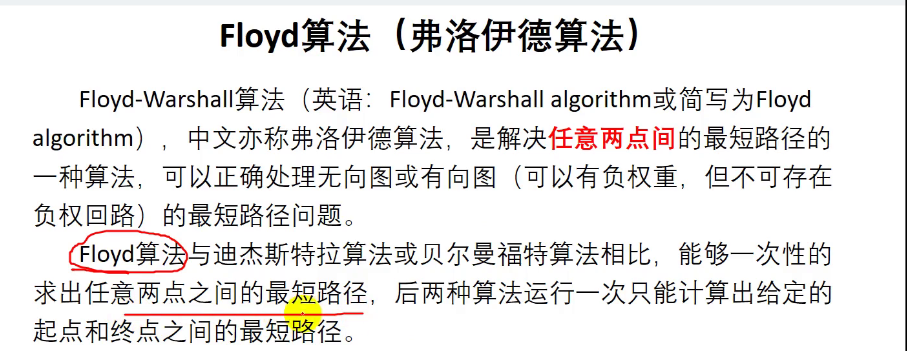 Floyd算法（弗洛伊德算法）
Floyd-Warshall算法（英语：Floyd-Warshall algorithm或简写为Floyd
algorithm），中文亦称弗洛伊德算法，是解决任意两点间的最短路径的
一种算法，可以正确处理无向图或有向图（可以有负权重，但不可存在
负权回路）的最短路径问题。
Floyd算法与迪杰斯特拉算法或贝尔曼福特算法相比，能够一次性的
求出任意两点之间的最短路径，后两种算法运行一次只能计算出给定的
起点和终点之间的最短路径。